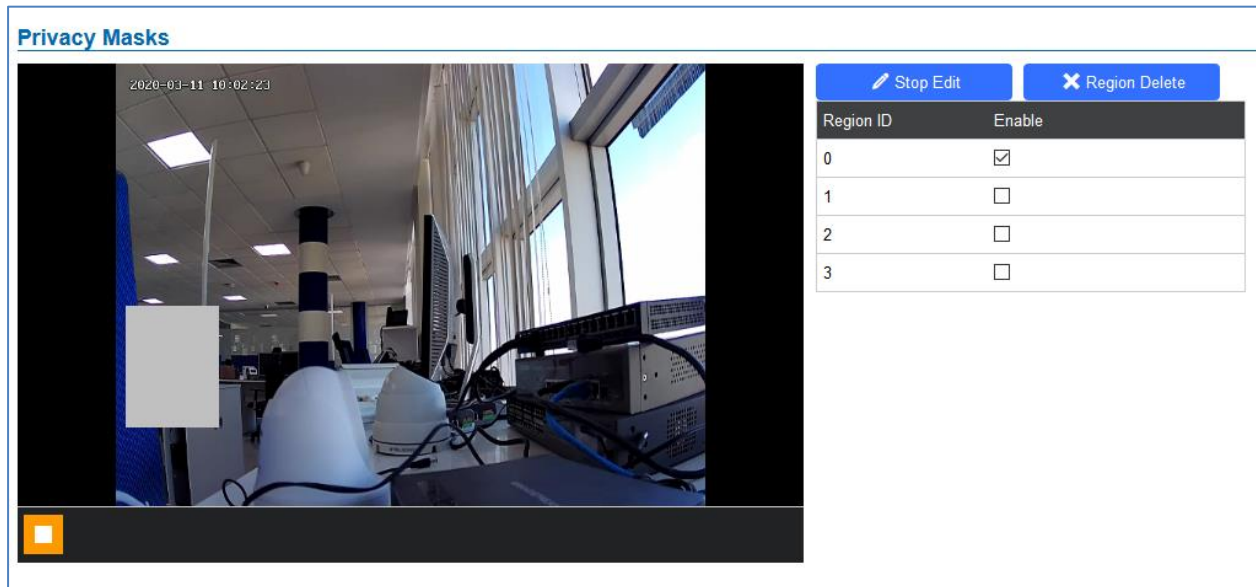 Privacy Masks
2020-03-11 10:02:23
Stop Edit
Region Delete
Region ID Enable
0
1
2
3